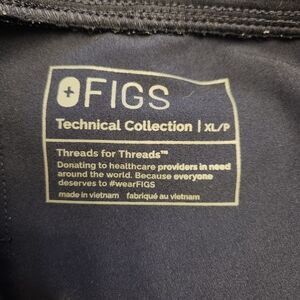 FIGS
Technical Collection | XL/P
Threads for Threads™
Donating to healthcare providers in need
around the world. Because everyone
deserves to #wearFIGS
made in vietnam fabriqué au vietnam